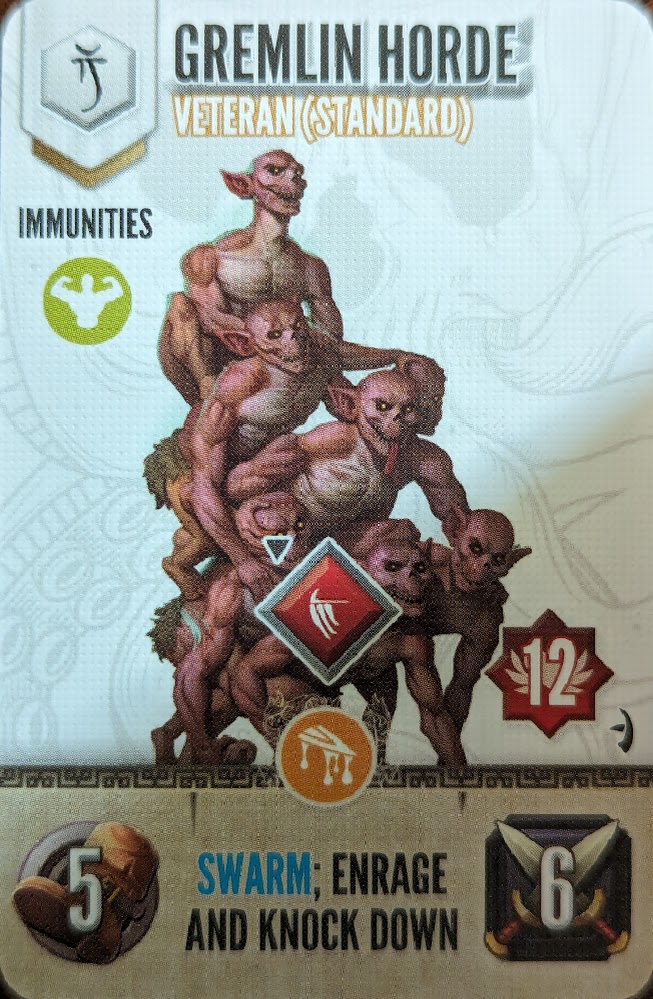 GREMLIN HORDE
VETERAN (STANDARD)
IMMUNITIES
12
5
SWARM; ENRAGE
AND KNOCK DOWN
6